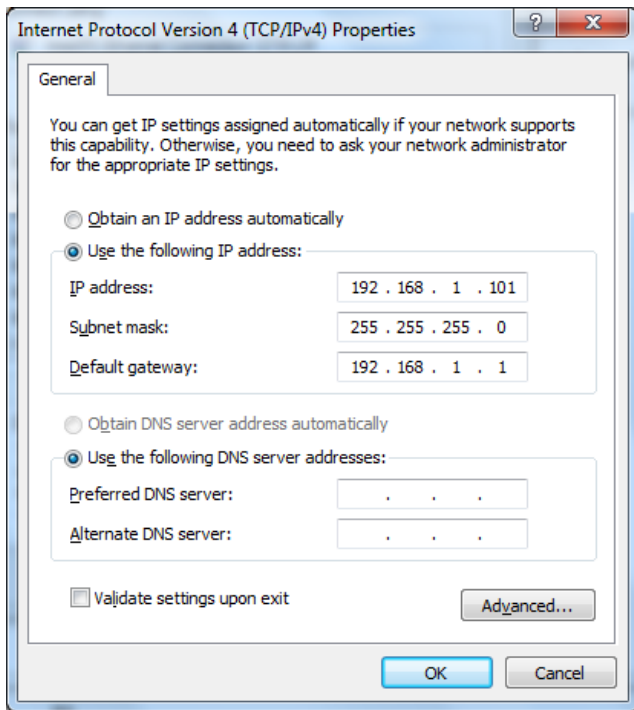 Internet Protocol Version 4 (TCP/IPv4) Properties
General
You can get IP settings assigned automatically if your network supports
this capability. Otherwise, you need to ask your network administrator
for the appropriate IP settings.
Obtain an IP address automatically
Use the following IP address:
IP address: 192 . 168 . 1 . 101
Subnet mask: 255 . 255 . 255 . 0
Default gateway: 192 . 168 . 1 . 1
Obtain DNS server address automatically
Use the following DNS server addresses:
Preferred DNS server: . . .
Alternate DNS server: . . .
Validate settings upon exit
Advanced...
OK Cancel